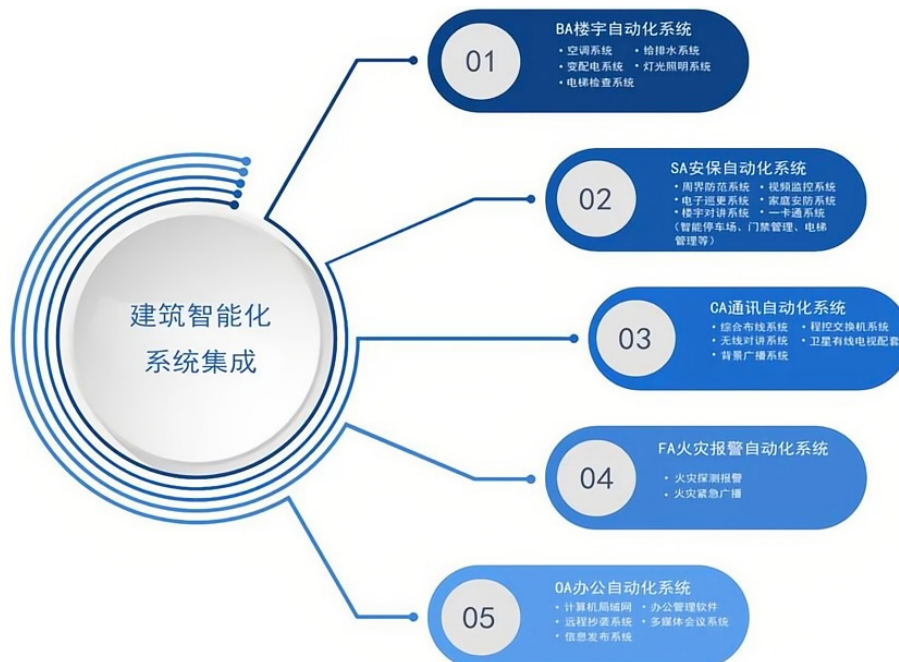 建筑智能化
系统集成
01
BA楼宇自动化系统
·空调系统 ·给排水系统
·变配电系统 ·灯光照明系统
·电梯检查系统
02
SA安保自动化系统
·周界防范系统 ·视频监控系统
·电子巡更系统 ·家庭安防系统
·楼宇对讲系统 ·一卡通系统
（智能停车场、门禁管理、电梯
管理等）
03
CA通讯自动化系统
·综合布线系统 ·程控交换机系统
·无线对讲系统 ·卫星有线电视配套
·背景广播系统
04
FA火灾报警自动化系统
·火灾探测报警
·火灾紧急广播
05
OA办公自动化系统
·计算机局域网 ·办公管理软件
·远程抄袭系统 ·多媒体会议系统
·信息发布系统